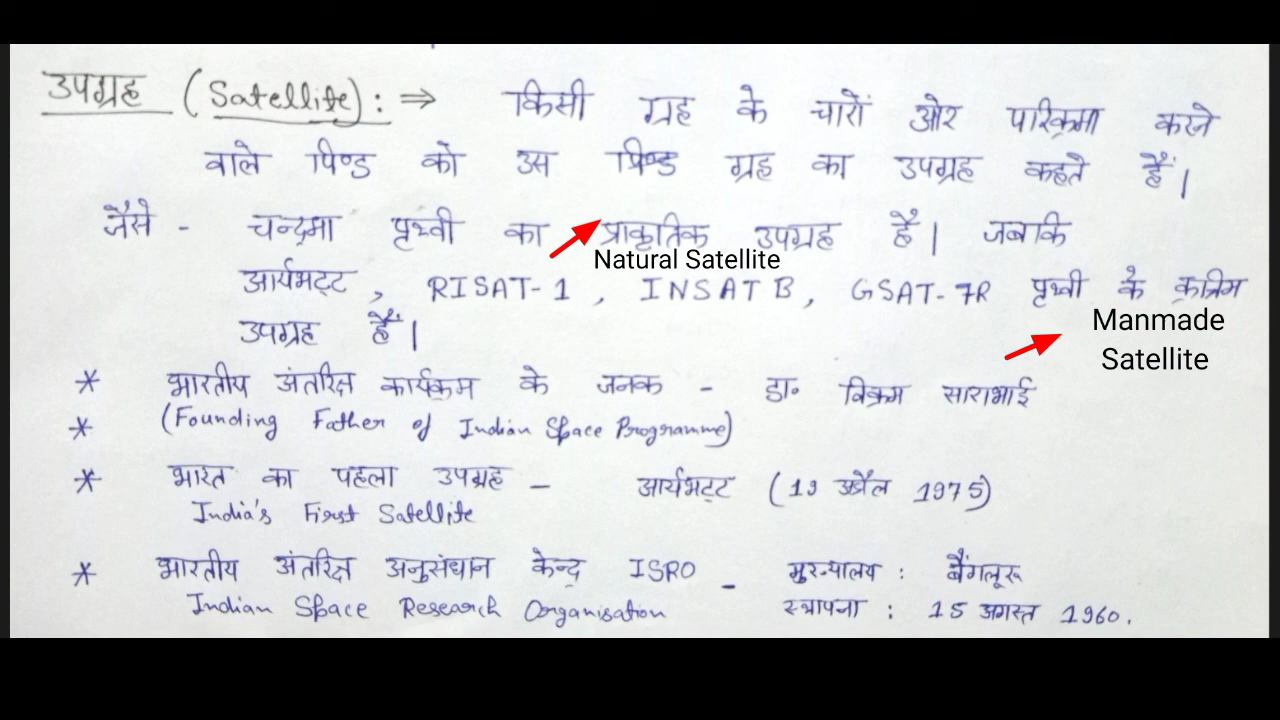 उपग्रह (Satellite) : ⇒ किसी ग्रह के चारों ओर परिक्रमा करने
वाले पिण्ड को उस ग्रह का उपग्रह कहते हैं।
जैसे - चन्द्रमा पृथ्वी का प्राकृतिक उपग्रह है। जबकि
Natural Satellite
आर्यभट्ट , RISAT-1 , INSAT B, GSAT-7R पृथ्वी के कृत्रिम
Manmade
उपग्रह हैं।
Satellite
* भारतीय अंतरिक्ष कार्यक्रम के जनक - डा० विक्रम साराभाई
* (Founding Father of Indian Space Programme)
* भारत का पहला उपग्रह - आर्यभट्ट (19 अप्रैल 1975)
India's First Satellite
* भारतीय अंतरिक्ष अनुसंधान केन्द्र ISRO - मुख्यालय : बैंगलूरू
Indian Space Research Organisation स्थापना : 15 अगस्त 1960.